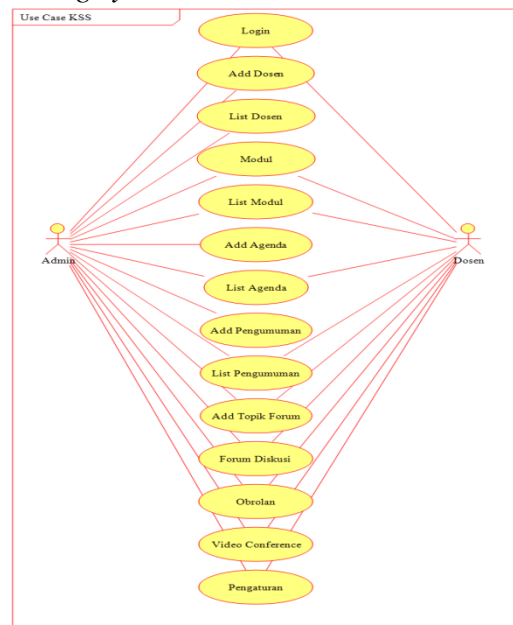 Use Case KSS
Login
Add Dosen
List Dosen
Modul
List Modul
Add Agenda
Admin
Dosen
List Agenda
Add Pengumuman
List Pengumuman
Add Topik Forum
Forum Diskusi
Obrolan
Video Conference
Pengaturan